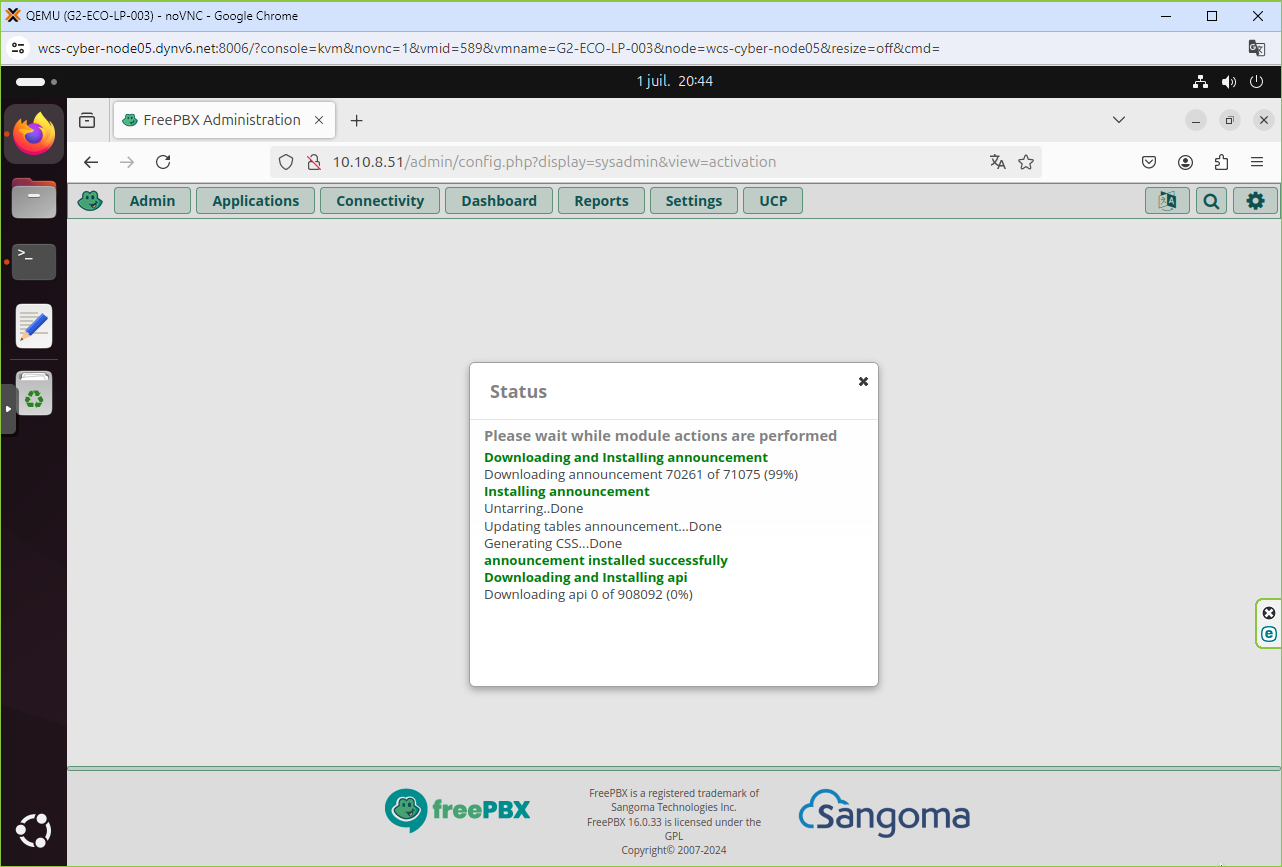 QEMU (G2-ECO-LP-003) - noVNC - Google Chrome
wcs-cyber-node05.dynv6.net:8006/?console=kvm&novnc=1&vmid=589&vmname=G2-ECO-LP-003&node=wcs-cyber-node05&resize=off&cmd=
1 juil. 20:44
FreePBX Administration
10.10.8.51/admin/config.php?display=sysadmin&view=activation
Admin
Applications
Connectivity
Dashboard
Reports
Settings
UCP
Status
Please wait while module actions are performed
Downloading and Installing announcement
Downloading announcement 70261 of 71075 (99%)
Installing announcement
Untarring..Done
Updating tables announcement...Done
Generating CSS...Done
announcement installed successfully
Downloading and Installing api
Downloading api 0 of 908092 (0%)
freePBX
FreePBX is a registered trademark of
Sangoma Technologies Inc.
FreePBX 16.0.33 is licensed under the
GPL
Copyright© 2007-2024
Sangoma